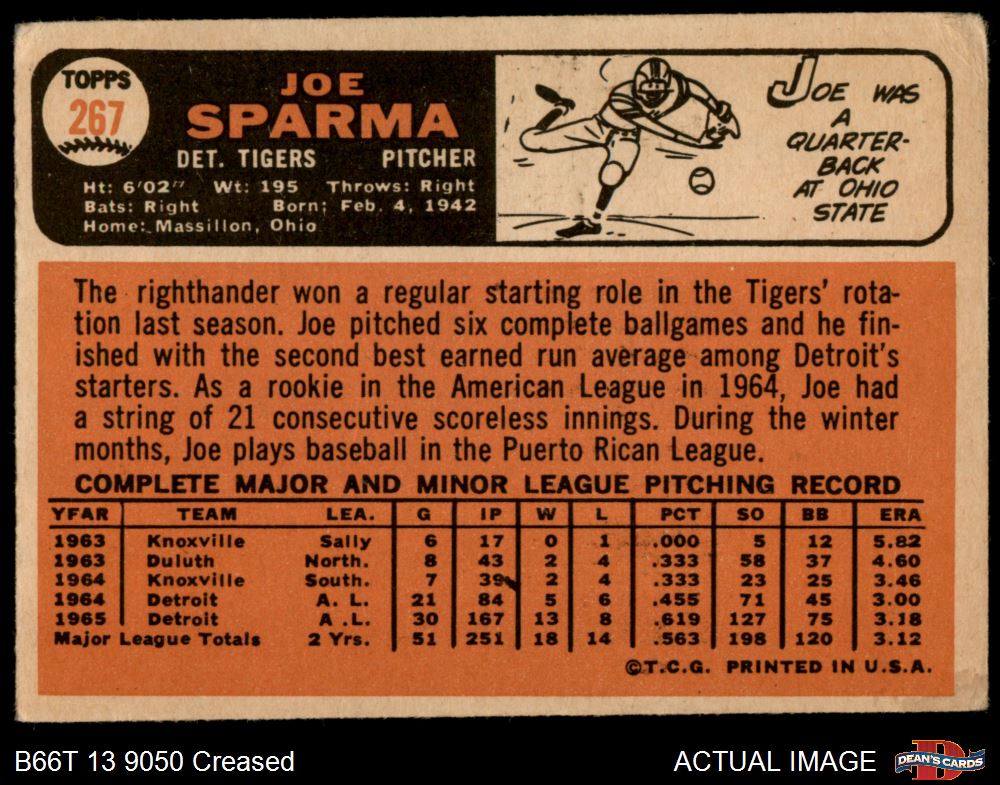 TOPPS
267
JOE
SPARMA
DET. TIGERS PITCHER
Ht: 6'02" Wt: 195 Throws: Right
Bats: Right Born: Feb. 4, 1942
Home: Massillon, Ohio
JOE WAS
A
QUARTER-
BACK
AT OHIO
STATE
The righthander won a regular starting role in the Tigers' rota-
tion last season. Joe pitched six complete ballgames and he fin-
ished with the second best earned run average among Detroit's
starters. As a rookie in the American League in 1964, Joe had
a string of 21 consecutive scoreless innings. During the winter
months, Joe plays baseball in the Puerto Rican League.
COMPLETE MAJOR AND MINOR LEAGUE PITCHING RECORD
YEAR TEAM LEA. G IP W L PCT SO BB ERA
1963 Knoxville Sally 6 17 0 1 .000 5 12 5.82
1963 Duluth North. 8 43 2 4 .333 58 37 4.60
1964 Knoxville South. 7 39 2 4 .333 23 25 3.46
1964 Detroit A. L. 21 84 5 6 .455 71 45 3.00
1965 Detroit A .L. 30 167 13 8 .619 127 75 3.18
Major League Totals 2 Yrs. 51 251 18 14 .563 198 120 3.12
©T.C.G. PRINTED IN U.S.A.
B66T 13 9050 Creased ACTUAL IMAGE
D
DEAN'S CARDS